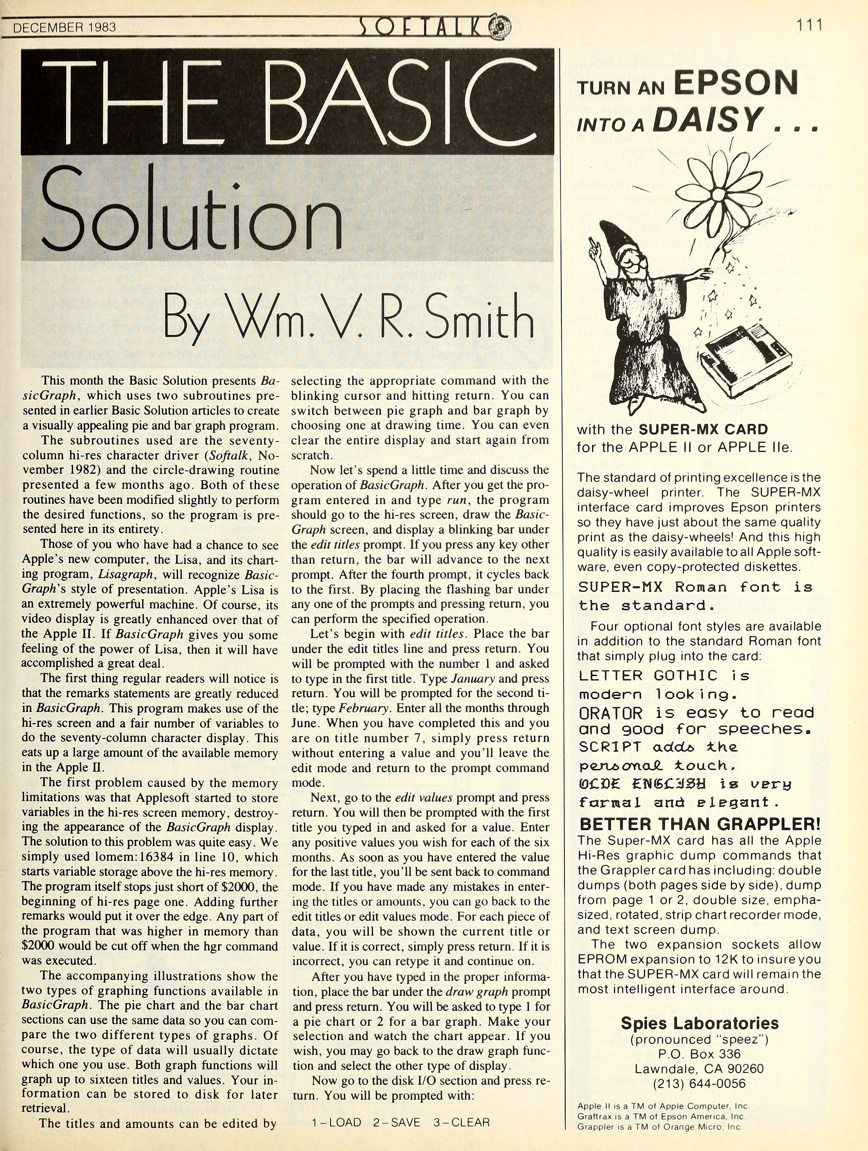 DECEMBER 1983
SOFTALK
111
THE BASIC
Solution
By Wm. V. R. Smith
This month the Basic Solution presents Ba-
sicGraph, which uses two subroutines pre-
sented in earlier Basic Solution articles to create
a visually appealing pie and bar graph program.
The subroutines used are the seventy-
column hi-res character driver (Softalk, No-
vember 1982) and the circle-drawing routine
presented a few months ago. Both of these
routines have been modified slightly to perform
the desired functions, so the program is pre-
sented here in its entirety.
Those of you who have had a chance to see
Apple's new computer, the Lisa, and its chart-
ing program, Lisagraph, will recognize Basic-
Graph's style of presentation. Apple's Lisa is
an extremely powerful machine. Of course, its
video display is greatly enhanced over that of
the Apple II. If BasicGraph gives you some
feeling of the power of Lisa, then it will have
accomplished a great deal.
The first thing regular readers will notice is
that the remarks statements are greatly reduced
in BasicGraph. This program makes use of the
hi-res screen and a fair number of variables to
do the seventy-column character display. This
eats up a large amount of the available memory
in the Apple II.
The first problem caused by the memory
limitations was that Applesoft started to store
variables in the hi-res screen memory, destroy-
ing the appearance of the BasicGraph display.
The solution to this problem was quite easy. We
simply used lomem:16384 in line 10, which
starts variable storage above the hi-res memory.
The program itself stops just short of $2000, the
beginning of hi-res page one. Adding further
remarks would put it over the edge. Any part of
the program that was higher in memory than
$2000 would be cut off when the hgr command
was executed.
The accompanying illustrations show the
two types of graphing functions available in
BasicGraph. The pie chart and the bar chart
sections can use the same data so you can com-
pare the two different types of graphs. Of
course, the type of data will usually dictate
which one you use. Both graph functions will
graph up to sixteen titles and values. Your in-
formation can be stored to disk for later
retrieval.
The titles and amounts can be edited by
selecting the appropriate command with the
blinking cursor and hitting return. You can
switch between pie graph and bar graph by
choosing one at drawing time. You can even
clear the entire display and start again from
scratch.
Now let's spend a little time and discuss the
operation of BasicGraph. After you get the pro-
gram entered in and type run, the program
should go to the hi-res screen, draw the Basic-
Graph screen, and display a blinking bar under
the edit titles prompt. If you press any key other
than return, the bar will advance to the next
prompt. After the fourth prompt, it cycles back
to the first. By placing the flashing bar under
any one of the prompts and pressing return, you
can perform the specified operation.
Let's begin with edit titles. Place the bar
under the edit titles line and press return. You
will be prompted with the number 1 and asked
to type in the first title. Type January and press
return. You will be prompted for the second ti-
tle; type February. Enter all the months through
June. When you have completed this and you
are on title number 7, simply press return
without entering a value and you'll leave the
edit mode and return to the prompt command
mode.
Next, go to the edit values prompt and press
return. You will then be prompted with the first
title you typed in and asked for a value. Enter
any positive values you wish for each of the six
months. As soon as you have entered the value
for the last title, you'll be sent back to command
mode. If you have made any mistakes in enter-
ing the titles or amounts, you can go back to the
edit titles or edit values mode. For each piece of
data, you will be shown the current title or
value. If it is correct, simply press return. If it is
incorrect, you can retype it and continue on.
After you have typed in the proper informa-
tion, place the bar under the draw graph prompt
and press return. You will be asked to type 1 for
a pie chart or 2 for a bar graph. Make your
selection and watch the chart appear. If you
wish, you may go back to the draw graph func-
tion and select the other type of display.
Now go to the disk I/O section and press re-
turn. You will be prompted with:
1–LOAD 2–SAVE 3–CLEAR
TURN AN EPSON
INTO A DAISY . . .
with the SUPER-MX CARD
for the APPLE II or APPLE IIe.
The standard of printing excellence is the
daisy-wheel printer. The SUPER-MX
interface card improves Epson printers
so they have just about the same quality
print as the daisy-wheels! And this high
quality is easily available to all Apple soft-
ware, even copy-protected diskettes.
SUPER-MX Roman font is
the standard.
Four optional font styles are available
in addition to the standard Roman font
that simply plug into the card:
LETTER GOTHIC is
modern looking.
ORATOR is easy to read
and good for speeches.
SCRIPT adds the
personal touch.
OLDE ENGLISH is very
formal and elegant.
BETTER THAN GRAPPLER!
The Super-MX card has all the Apple
Hi-Res graphic dump commands that
the Grappler card has including: double
dumps (both pages side by side), dump
from page 1 or 2, double size, empha-
sized, rotated, strip chart recorder mode,
and text screen dump.
The two expansion sockets allow
EPROM expansion to 12K to insure you
that the SUPER-MX card will remain the
most intelligent interface around.
Spies Laboratories
(pronounced "speez")
P.O. Box 336
Lawndale, CA 90260
(213) 644-0056
Apple II is a TM of Apple Computer, Inc.
Graftrax is a TM of Epson America, Inc.
Grappler is a TM of Orange Micro, Inc.